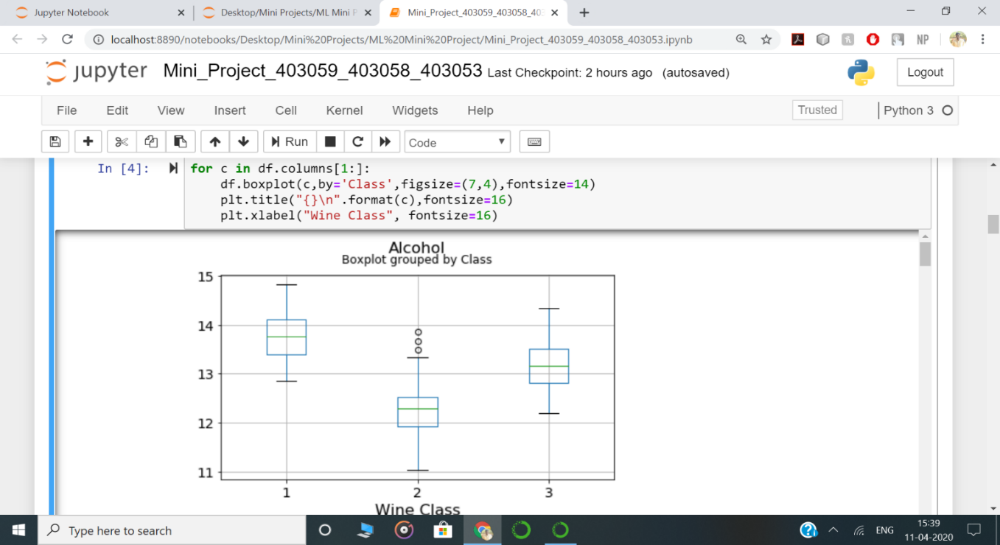 Jupyter Notebook
Desktop/Mini Projects/ML Mini P
Mini_Project_403059_403058_403
localhost:8890/notebooks/Desktop/Mini%20Projects/ML%20Mini%20Project/Mini_Project_403059_403058_403053.ipynb
NP
jupyter Mini_Project_403059_403058_403053 Last Checkpoint: 2 hours ago (autosaved)
Logout
File Edit View Insert Cell Kernel Widgets Help
Trusted
Python 3
Run
Code
In [4]: for c in df.columns[1:]:
df.boxplot(c,by='Class',figsize=(7,4),fontsize=14)
plt.title("{}\n".format(c),fontsize=16)
plt.xlabel("Wine Class", fontsize=16)
Alcohol
Boxplot grouped by Class
15
14
13
12
11
1 2 3
Wine Class
Type here to search
ENG
15:39
11-04-2020